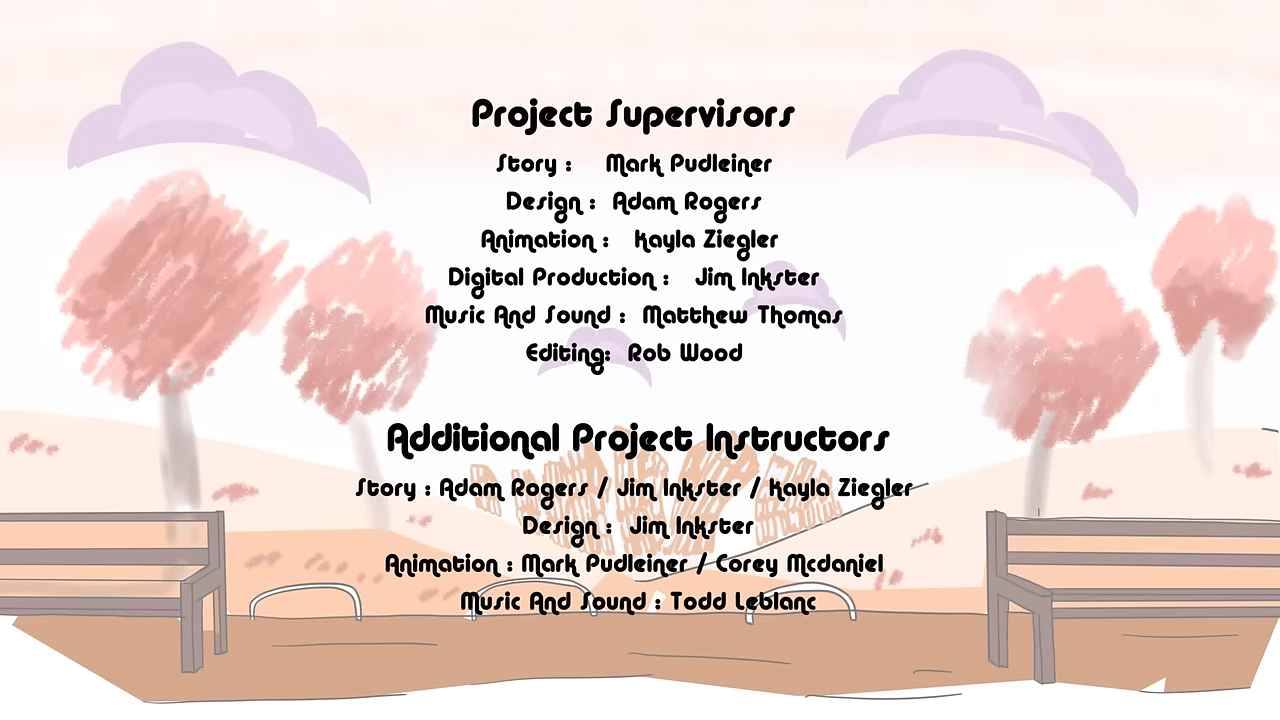 Project Supervisors
Story : Mark Pudleiner
Design : Adam Rogers
Animation : Kayla Ziegler
Digital Production : Jim Inkster
Music And Sound : Matthew Thomas
Editing: Rob Wood
Additional Project Instructors
Story : Adam Rogers / Jim Inkster / Kayla Ziegler
Design : Jim Inkster
Animation : Mark Pudleiner / Corey Mcdaniel
Music And Sound : Todd Leblanc